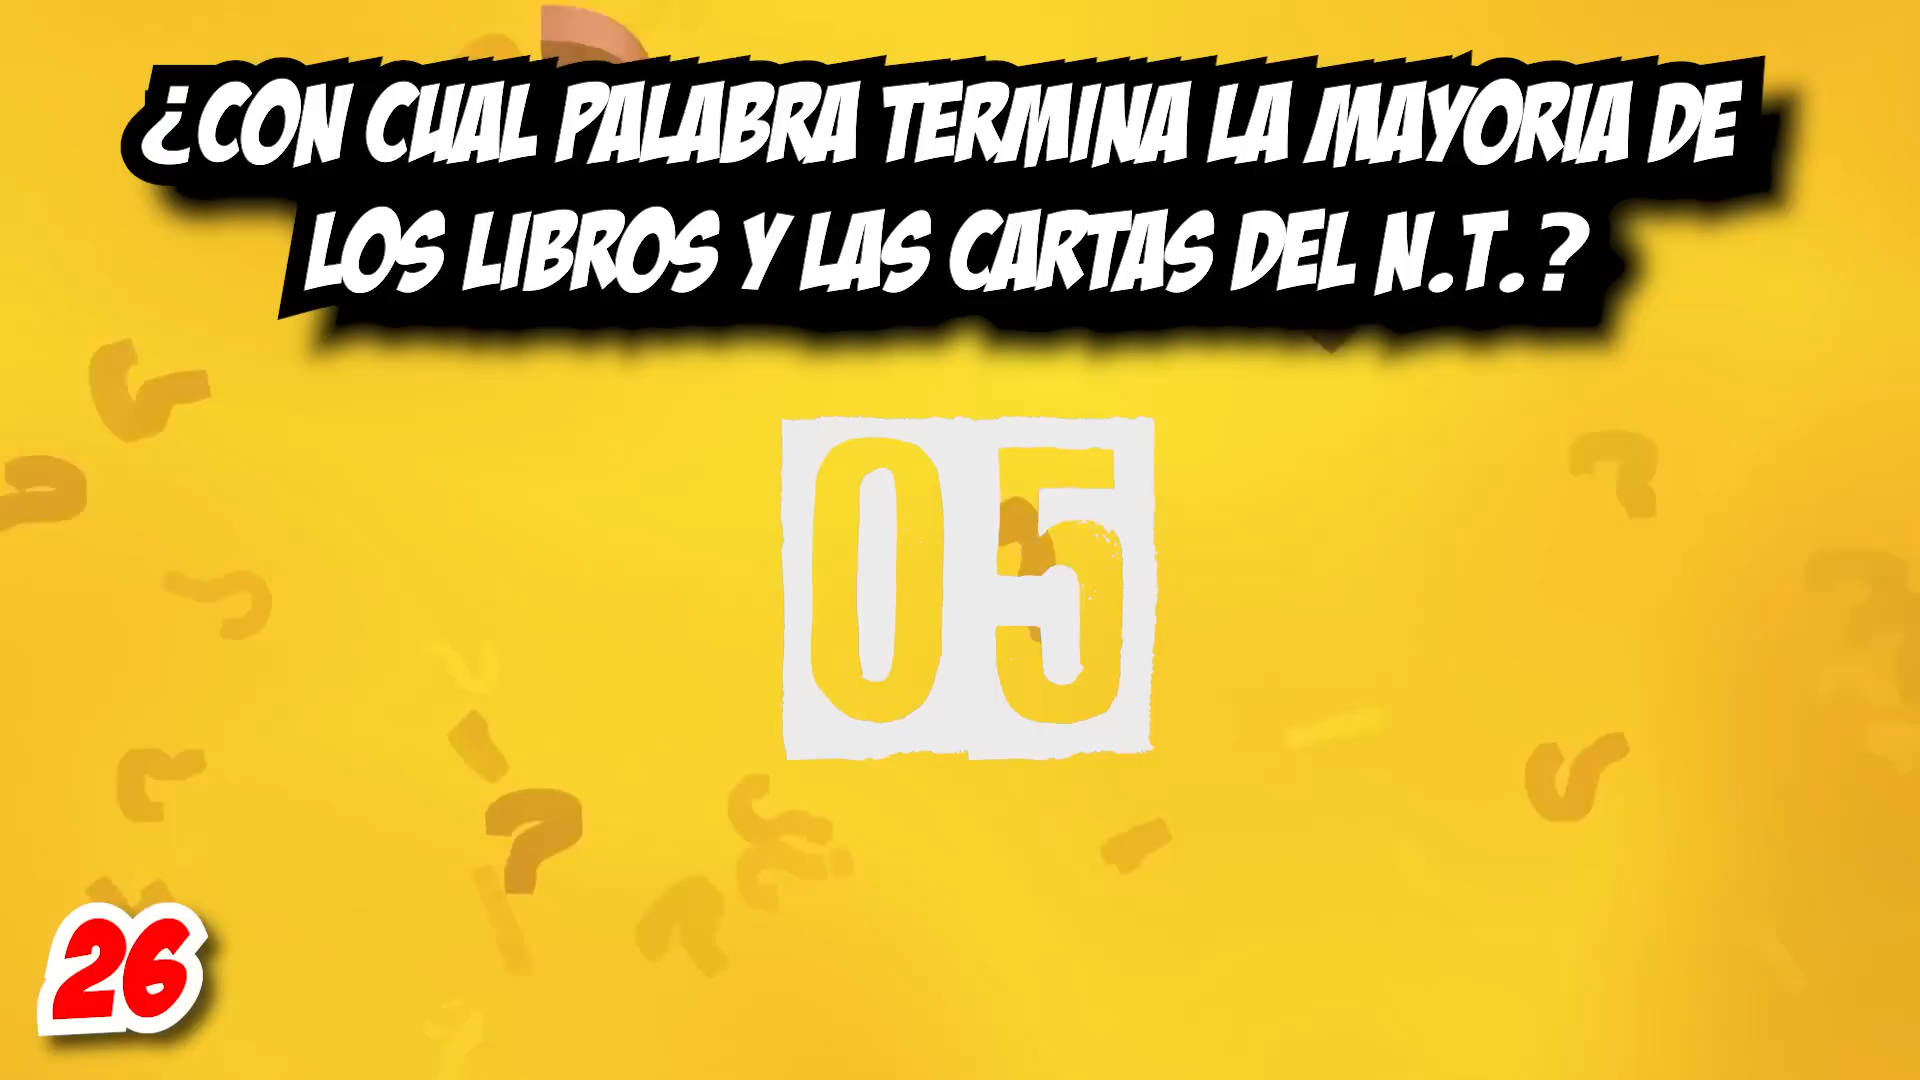 ¿CON CUAL PALABRA TERMINA LA MAYORIA DE
LOS LIBROS Y LAS CARTAS DEL N.T.?
05
26